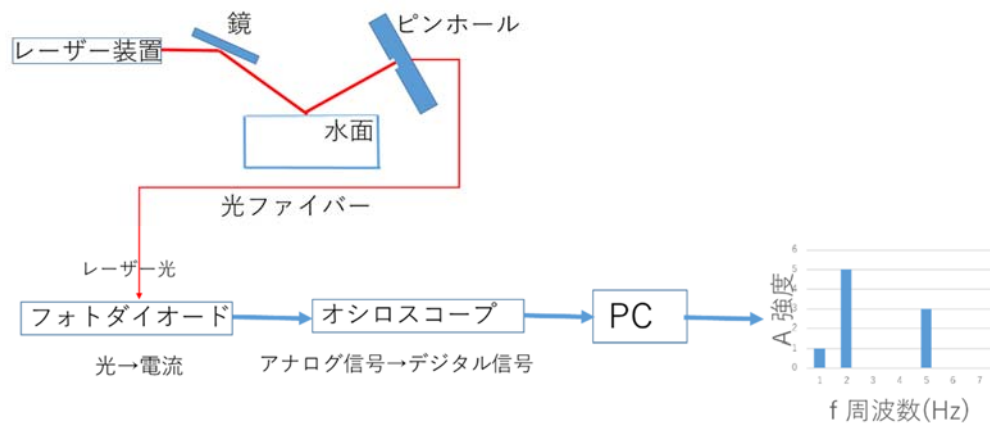 鏡
ピンホール
レーザー装置
水面
光ファイバー
レーザー光
フォトダイオード
オシロスコープ
PC
光→電流
アナログ信号→デジタル信号
A 強度
6
5
4
3
2
1
0
1 2 3 4 5 6 7
f 周波数(Hz)